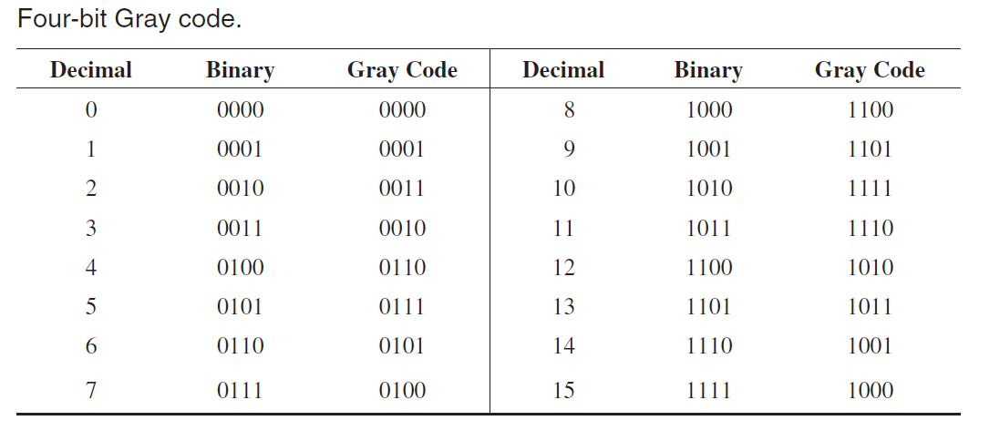 Four-bit Gray code.
Decimal Binary Gray Code Decimal Binary Gray Code
0 0000 0000 8 1000 1100
1 0001 0001 9 1001 1101
2 0010 0011 10 1010 1111
3 0011 0010 11 1011 1110
4 0100 0110 12 1100 1010
5 0101 0111 13 1101 1011
6 0110 0101 14 1110 1001
7 0111 0100 15 1111 1000